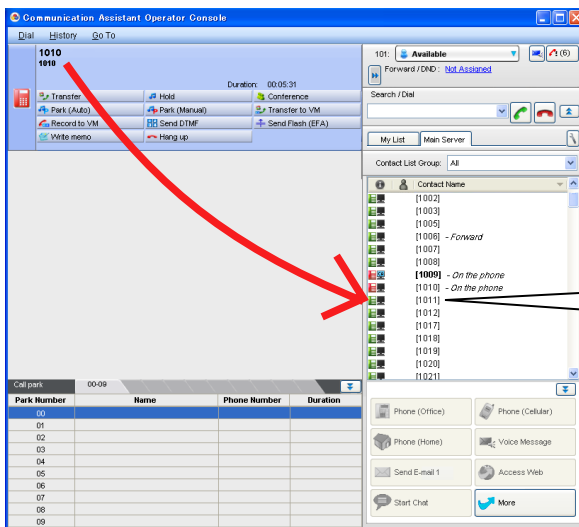 Communication Assistant Operator Console
Dial History Go To
1010
1010
Duration: 00:05:31
Transfer Hold Conference
Park (Auto) Park (Manual) Transfer to VM
Record to VM Send DTMF Send Flash (EFA)
Write memo Hang up
101: Available (6)
Forward / DND : Not Assigned
Search / Dial
My List Main Server
Contact List Group: All
Contact Name
[1002]
[1003]
[1005]
[1006] - Forward
[1007]
[1008]
[1009] - On the phone
[1010] - On the phone
[1011]
[1012]
[1017]
[1018]
[1019]
[1020]
[1021]
Call park 00-09
Park Number Name Phone Number Duration
00
01
02
03
04
05
06
07
08
09
Phone (Office) Phone (Cellular)
Phone (Home) Voice Message
Send E-mail 1 Access Web
Start Chat More